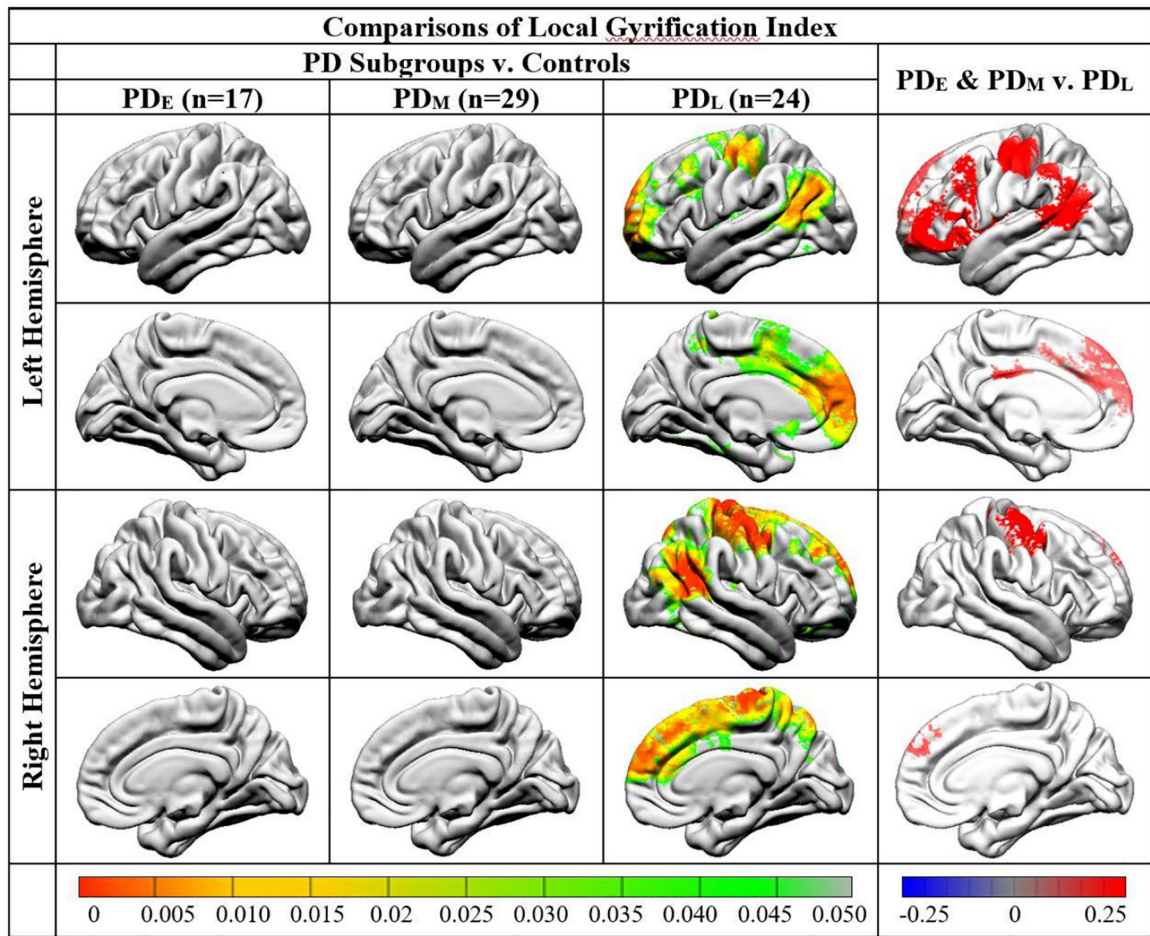 Comparisons of Local Gyrification Index
PD Subgroups v. Controls
PDE & PDM v. PDL
PDE (n=17) PDM (n=29) PDL (n=24)
Left Hemisphere
Right Hemisphere
0 0.005 0.010 0.015 0.02 0.025 0.030 0.035 0.040 0.045 0.050
-0.25 0 0.25